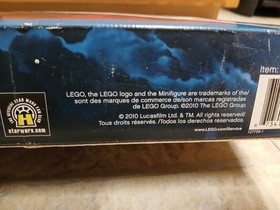 Item:
LEGO, the LEGO logo and the Minifigure are trademarks of the/
sont des marques de commerce de/son marcas registradas
de LEGO Group. ©2010 The LEGO Group.
© 2010 Lucasfilm Ltd. & TM. All rights reserved/
Tous droits réservés. /Todos los derechos reservados
www.LEGO.com/service
starwars.com